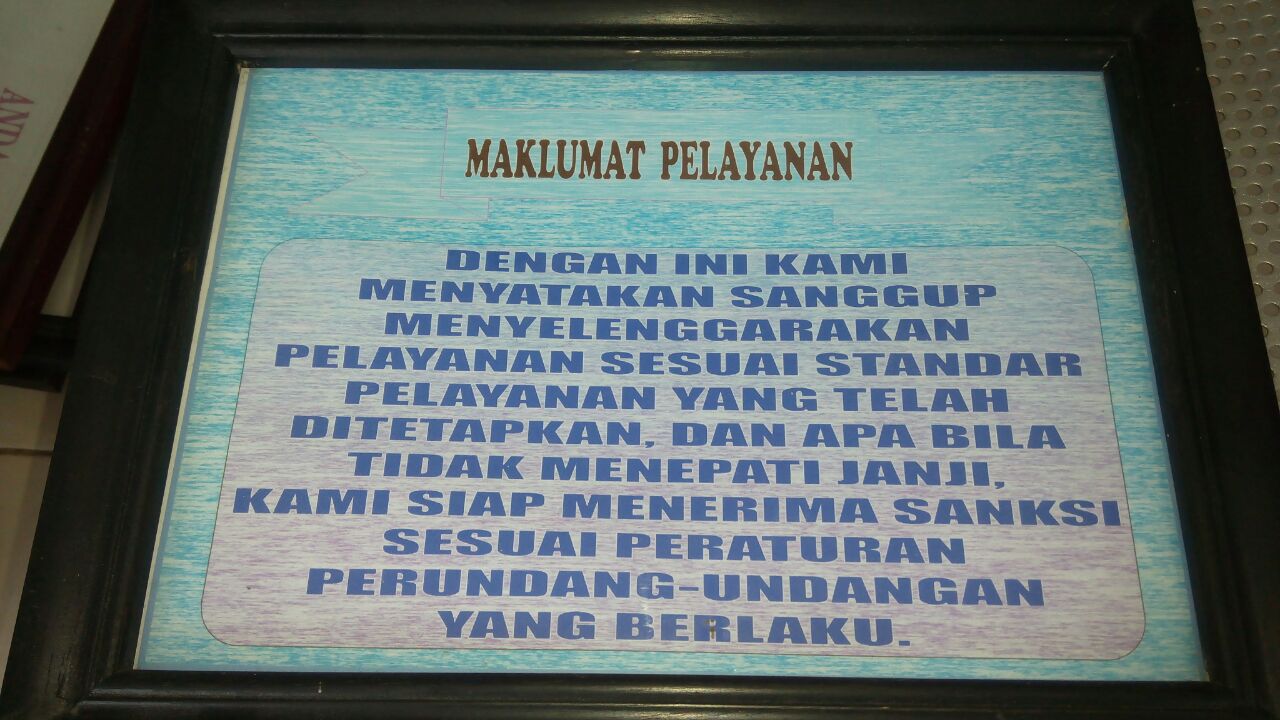 MAKLUMAT PELAYANAN
DENGAN INI KAMI
MENYATAKAN SANGGUP
MENYELENGGARAKAN
PELAYANAN SESUAI STANDAR
PELAYANAN YANG TELAH
DITETAPKAN, DAN APA BILA
TIDAK MENEPATI JANJI,
KAMI SIAP MENERIMA SANKSI
SESUAI PERATURAN
PERUNDANG-UNDANGAN
YANG BERLAKU.
ANDA